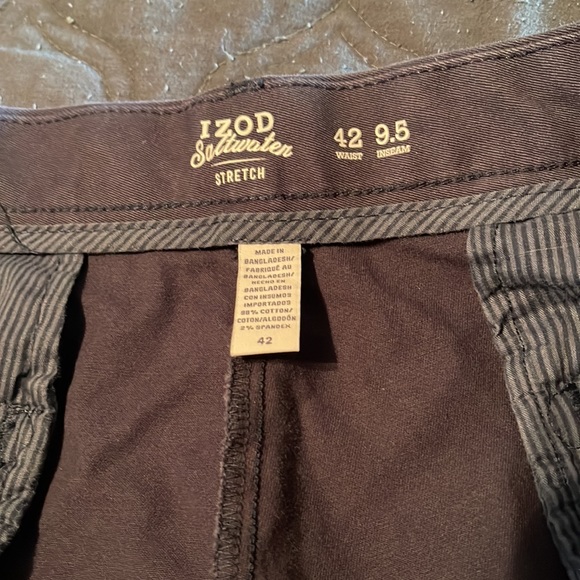 IZOD
Saltwater
STRETCH
42 9.5
WAIST INSEAM
MADE IN
BANGLADESH/
FABRIQUÉ AU
BANGLADESH/
HECHO EN
BANGLADESH
CON INSUMOS
IMPORTADOS
98% COTTON/
COTON/ALGODÓN
2% SPANDEX
42